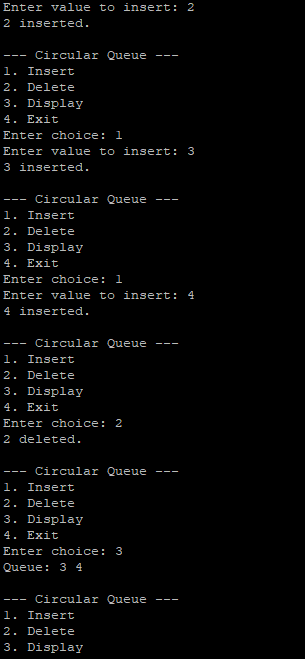 Enter value to insert: 2
2 inserted.
--- Circular Queue ---
1. Insert
2. Delete
3. Display
4. Exit
Enter choice: 1
Enter value to insert: 3
3 inserted.
--- Circular Queue ---
1. Insert
2. Delete
3. Display
4. Exit
Enter choice: 1
Enter value to insert: 4
4 inserted.
--- Circular Queue ---
1. Insert
2. Delete
3. Display
4. Exit
Enter choice: 2
2 deleted.
--- Circular Queue ---
1. Insert
2. Delete
3. Display
4. Exit
Enter choice: 3
Queue: 3 4
--- Circular Queue ---
1. Insert
2. Delete
3. Display